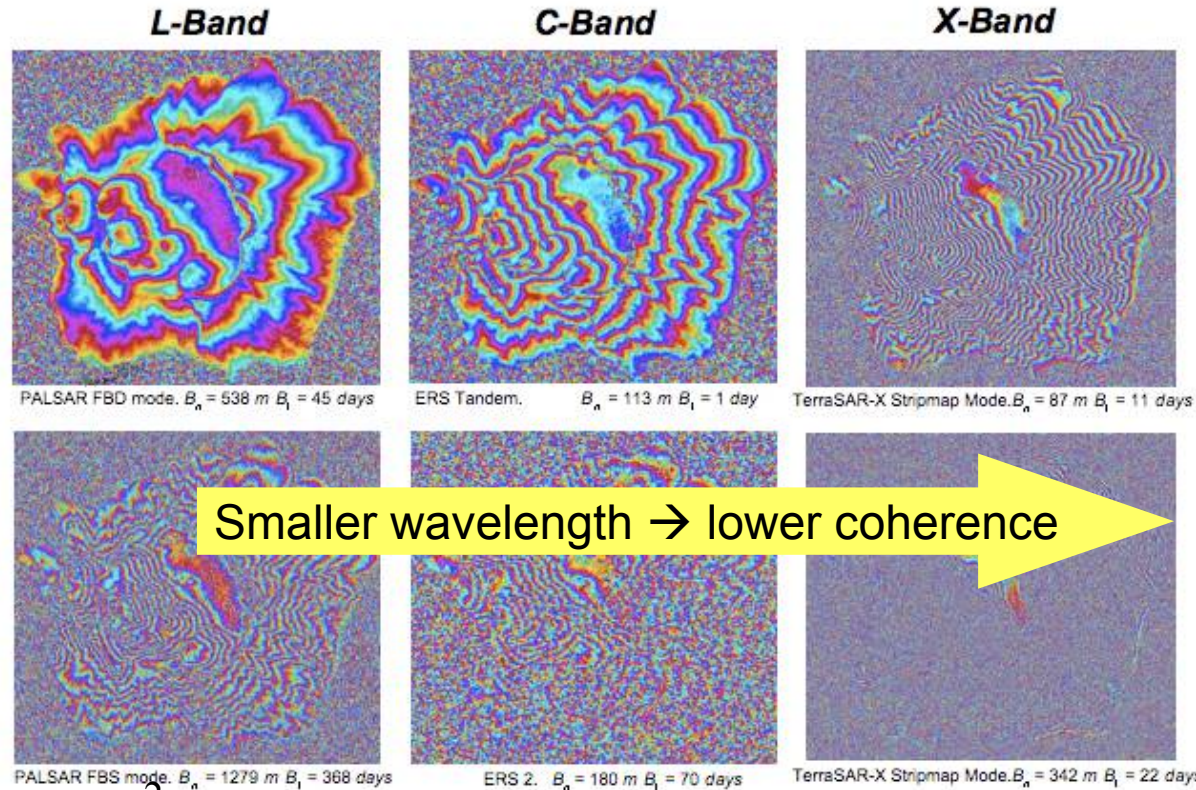 L-Band C-Band X-Band
PALSAR FBD mode. Bn = 538 m Bt = 45 days ERS Tandem. Bn = 113 m Bt = 1 day TerraSAR-X Stripmap Mode.Bn = 87 m Bt = 11 days
Smaller wavelength → lower coherence
PALSAR FBS mode. Bn = 1279 m Bt = 368 days ERS 2. Bn = 180 m Bt = 70 days TerraSAR-X Stripmap Mode.Bn = 342 m Bt = 22 days